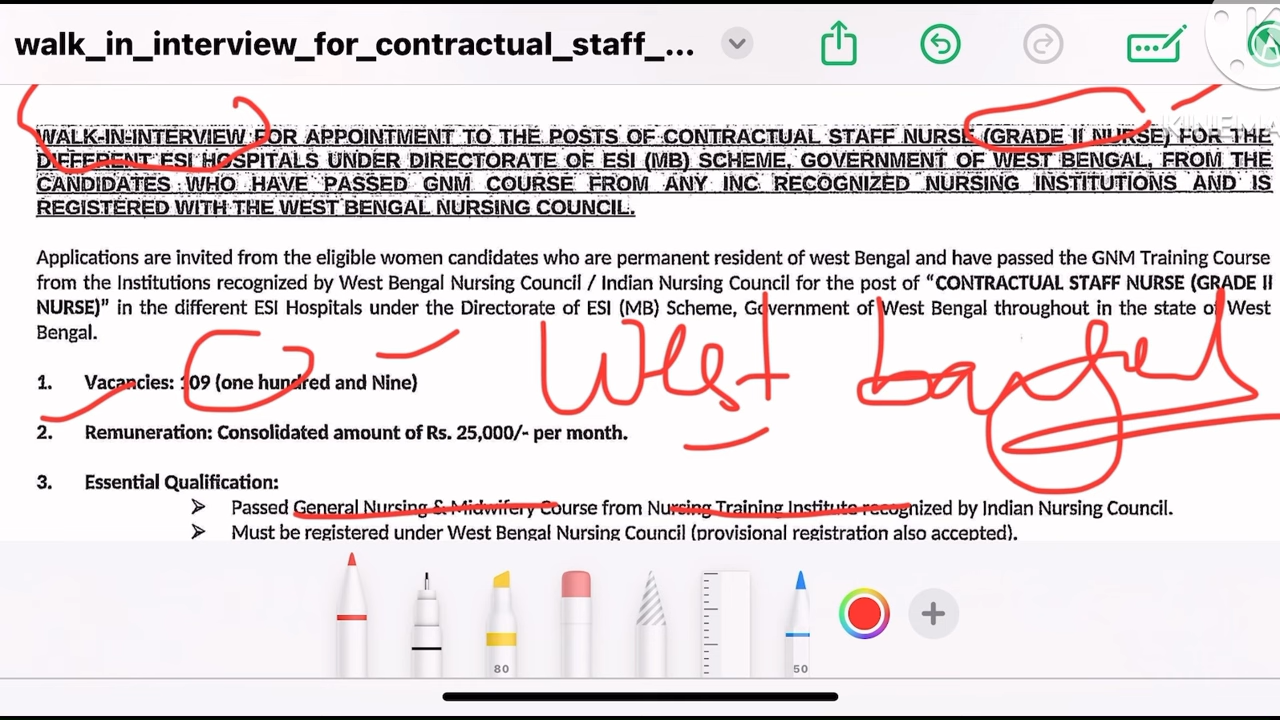 walk_in_interview_for_contractual_staff_...
WALK-IN-INTERVIEW FOR APPOINTMENT TO THE POSTS OF CONTRACTUAL STAFF NURSE (GRADE II NURSE) FOR THE
DIFFERENT ESI HOSPITALS UNDER DIRECTORATE OF ESI (MB) SCHEME, GOVERNMENT OF WEST BENGAL, FROM THE
CANDIDATES WHO HAVE PASSED GNM COURSE FROM ANY INC RECOGNIZED NURSING INSTITUTIONS AND IS
REGISTERED WITH THE WEST BENGAL NURSING COUNCIL.
Applications are invited from the eligible women candidates who are permanent resident of west Bengal and have passed the GNM Training Course
from the Institutions recognized by West Bengal Nursing Council / Indian Nursing Council for the post of “CONTRACTUAL STAFF NURSE (GRADE II
NURSE)” in the different ESI Hospitals under the Directorate of ESI (MB) Scheme, Government of West Bengal throughout in the state of West
Bengal.
West bangal
1. Vacancies: 109 (one hundred and Nine)
2. Remuneration: Consolidated amount of Rs. 25,000/- per month.
3. Essential Qualification:
➢ Passed General Nursing & Midwifery Course from Nursing Training Institute recognized by Indian Nursing Council.
➢ Must be registered under West Bengal Nursing Council (provisional registration also accepted).
80
50